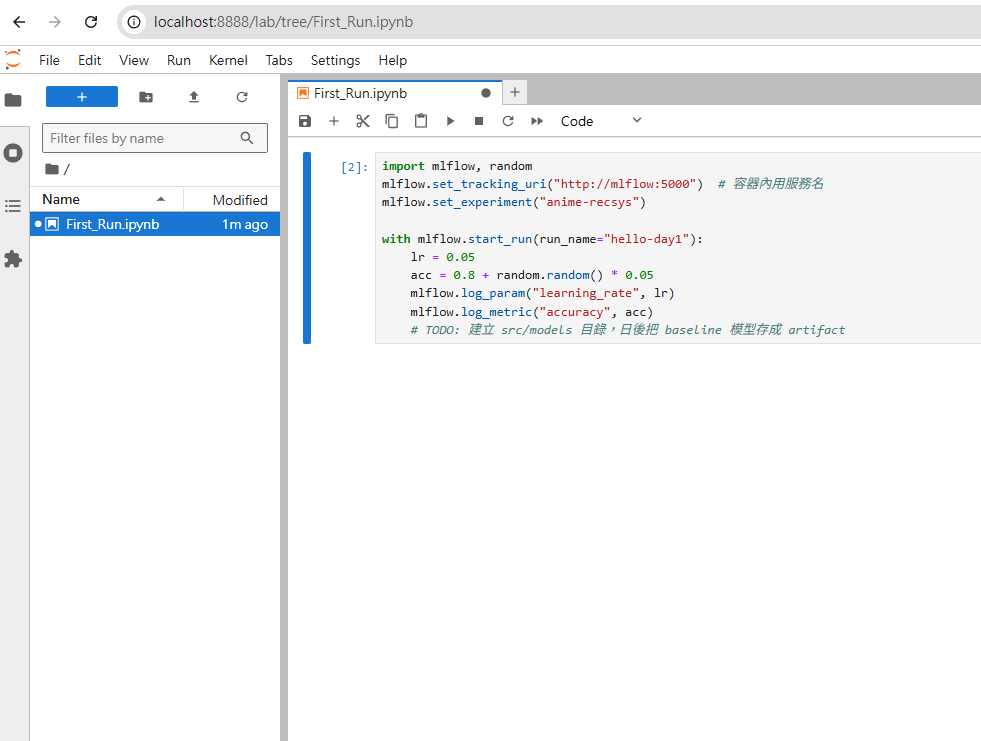 localhost:8888/lab/tree/First_Run.ipynb
File Edit View Run Kernel Tabs Settings Help
First_Run.ipynb
Code
Filter files by name
/
Name Modified
First_Run.ipynb 1m ago
[2]:
import mlflow, random
mlflow.set_tracking_uri("http://mlflow:5000")  # 容器內用服務名
mlflow.set_experiment("anime-recsys")

with mlflow.start_run(run_name="hello-day1"):
    lr = 0.05
    acc = 0.8 + random.random() * 0.05
    mlflow.log_param("learning_rate", lr)
    mlflow.log_metric("accuracy", acc)
    # TODO: 建立 src/models 目錄，日後把 baseline 模型存成 artifact